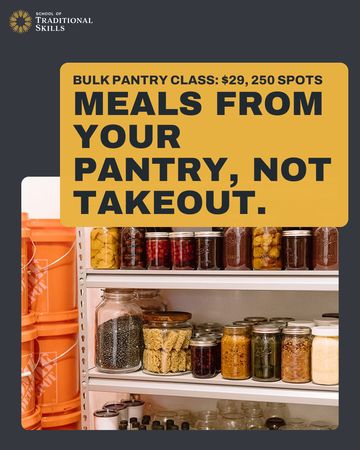 SCHOOL OF
TRADITIONAL
SKILLS
BULK PANTRY CLASS: $29, 250 SPOTS
MEALS FROM
YOUR
PANTRY, NOT
TAKEOUT.